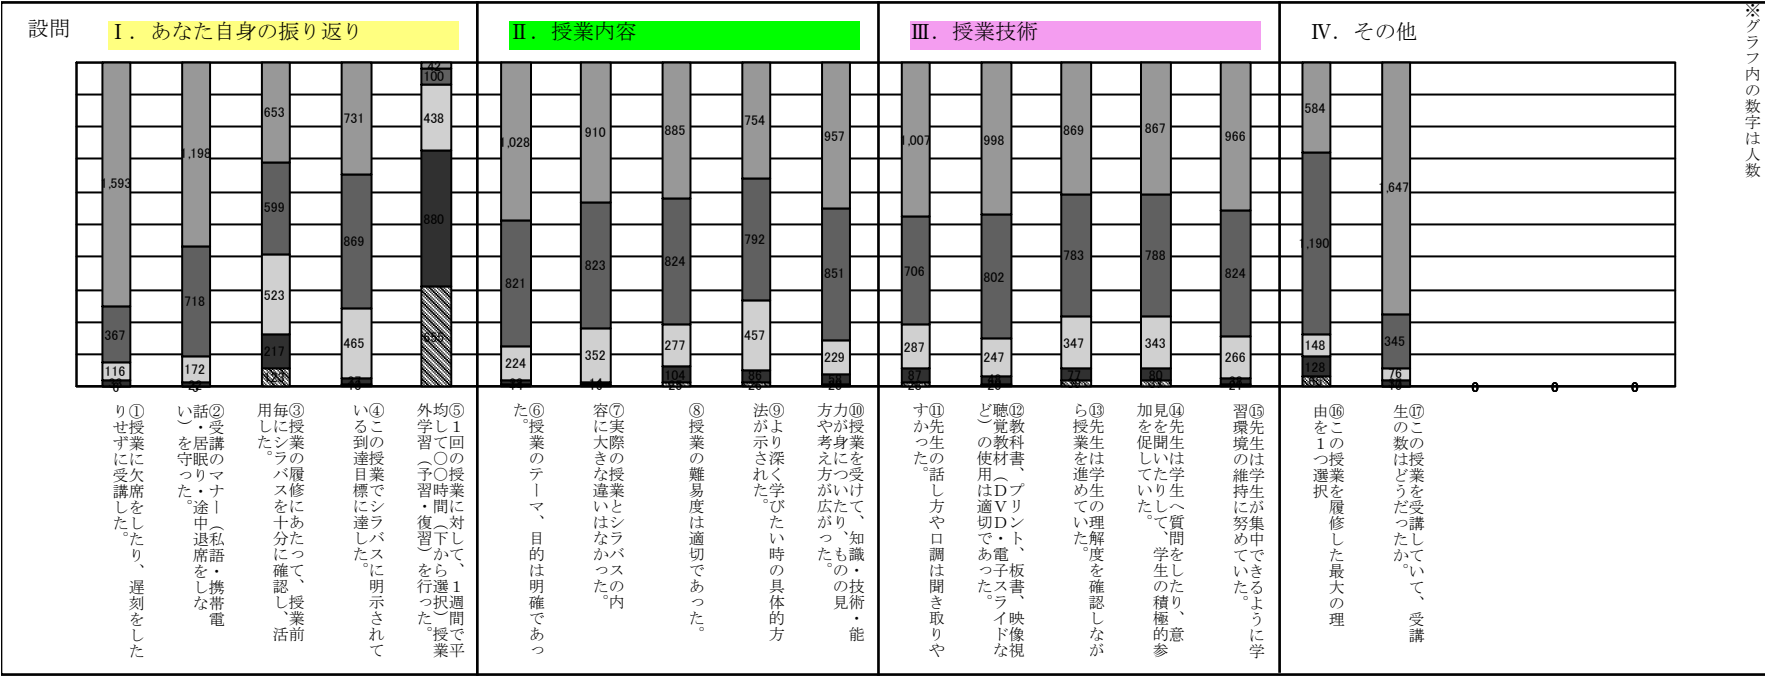 設問
Ⅰ．あなた自身の振り返り
Ⅱ．授業内容
Ⅲ．授業技術
Ⅳ．その他
※グラフ内の数字は人数
1,593
367
116
1,198
718
172
653
599
523
217
123
731
869
465
100
438
880
655
1,028
821
224
910
823
352
885
824
277
104
754
792
457
86
957
851
229
1,007
706
287
87
998
802
247
869
783
347
77
867
788
343
80
966
824
266
584
1,190
148
128
1,647
345
76
0
0
0
①授業に欠席をしたり、遅刻をした
りせずに受講した。
②受講のマナー（私語・携帯電
話・居眠り・途中退席をしな
い）を守った。
③授業の履修にあたって、授業前
毎にシラバスを十分に確認し、活
用した。
④この授業でシラバスに明示されて
いる到達目標に達した。
⑤１回の授業に対して、１週間で平
均して〇〇時間（下から選択）授業
外学習（予習・復習）を行った。
⑥授業のテーマ、目的は明確であっ
た。
⑦実際の授業とシラバスの内
容に大きな違いはなかった。
⑧授業の難易度は適切であった。
⑨より深く学びたい時の具体的方
法が示された。
⑩授業を受けて、知識・技術・能
力が身についたり、ものの見
方や考え方が広がった。
⑪先生の話し方や口調は聞き取りや
すかった。
⑫教科書、プリント、板書、映像視
聴覚教材（ＤＶＤ・電子スライドな
ど）の使用は適切であった。
⑬先生は学生の理解度を確認しなが
ら授業を進めていた。
⑭先生は学生へ質問をしたり、意
見を聞いたりして、学生の積極的参
加を促していた。
⑮先生は学生が集中できるように学
習環境の維持に努めていた。
⑯この授業を履修した最大の理
由を１つ選択
⑰この授業を受講していて、受講
生の数はどうだったか。